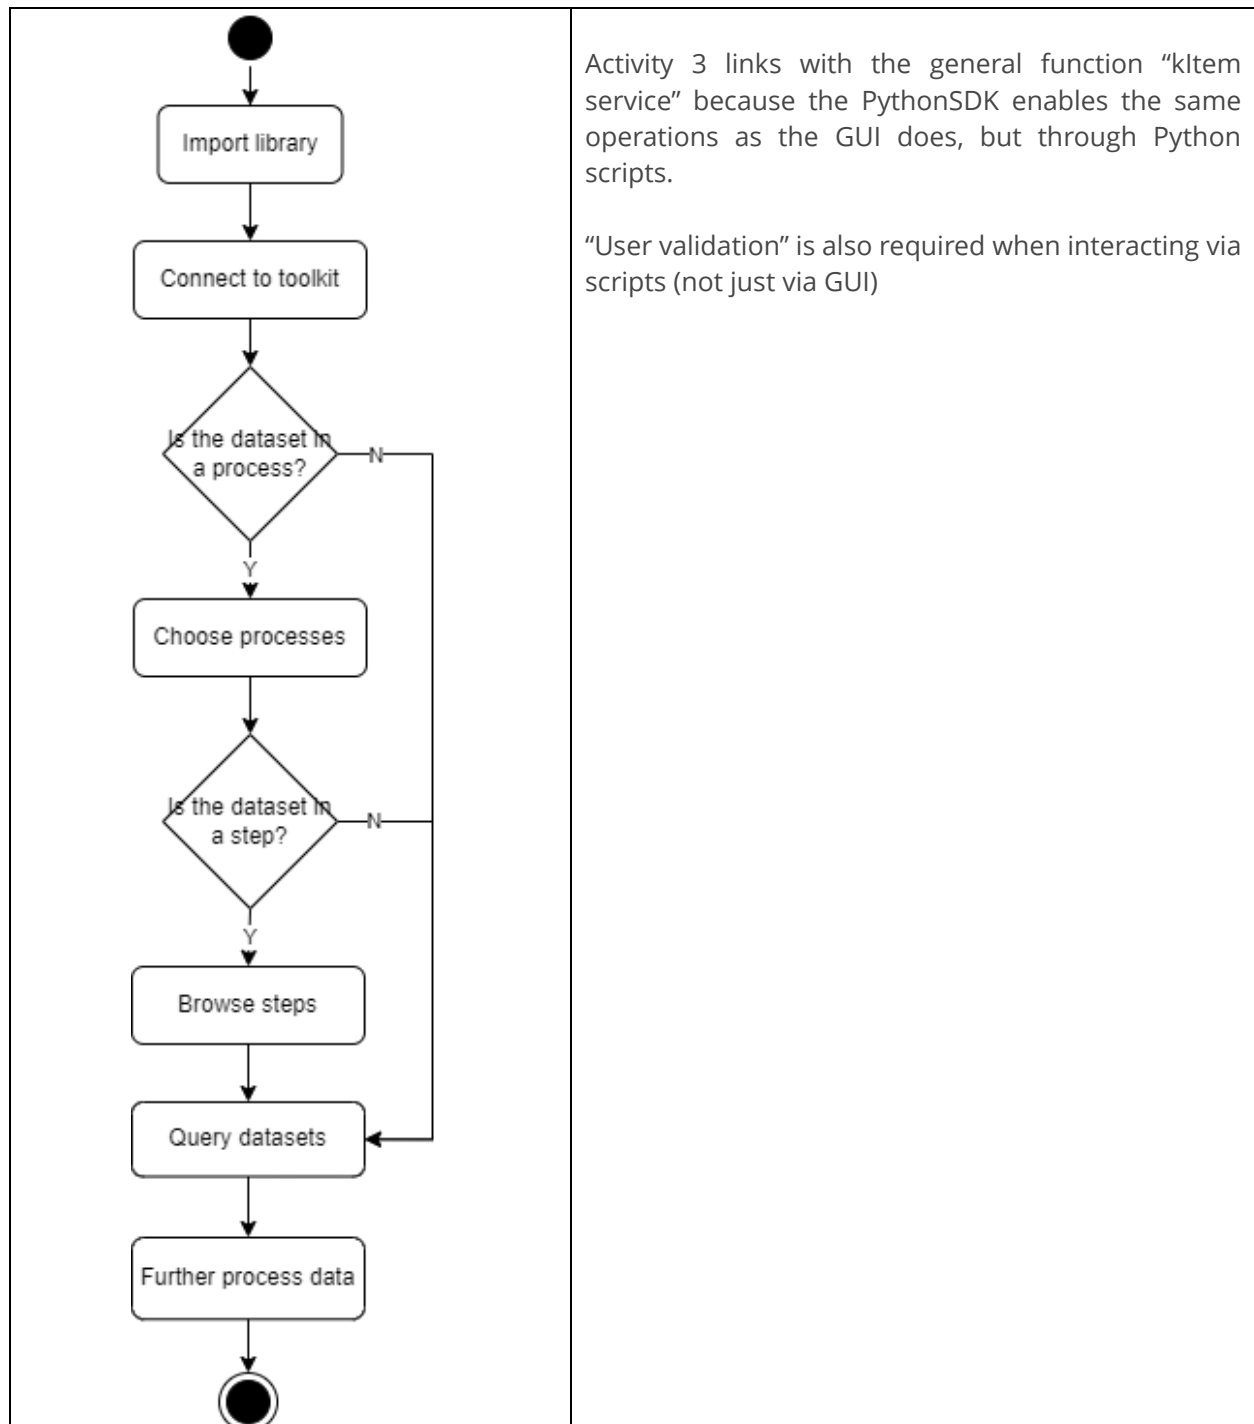 Import library
Connect to toolkit
Is the dataset in
a process?
N
Y
Choose processes
Is the dataset in
a step?
N
Y
Browse steps
Query datasets
Further process data
Activity 3 links with the general function “kItem
service” because the PythonSDK enables the same
operations as the GUI does, but through Python
scripts.
“User validation” is also required when interacting via
scripts (not just via GUI)